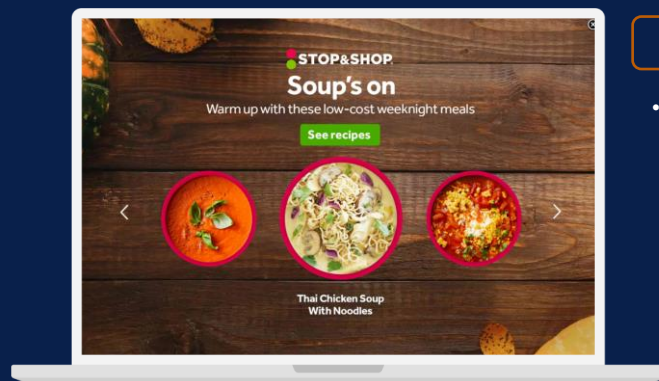 STOP&SHOP.
Soup's on
Warm up with these low-cost weeknight meals
See recipes
Thai Chicken Soup
With Noodles